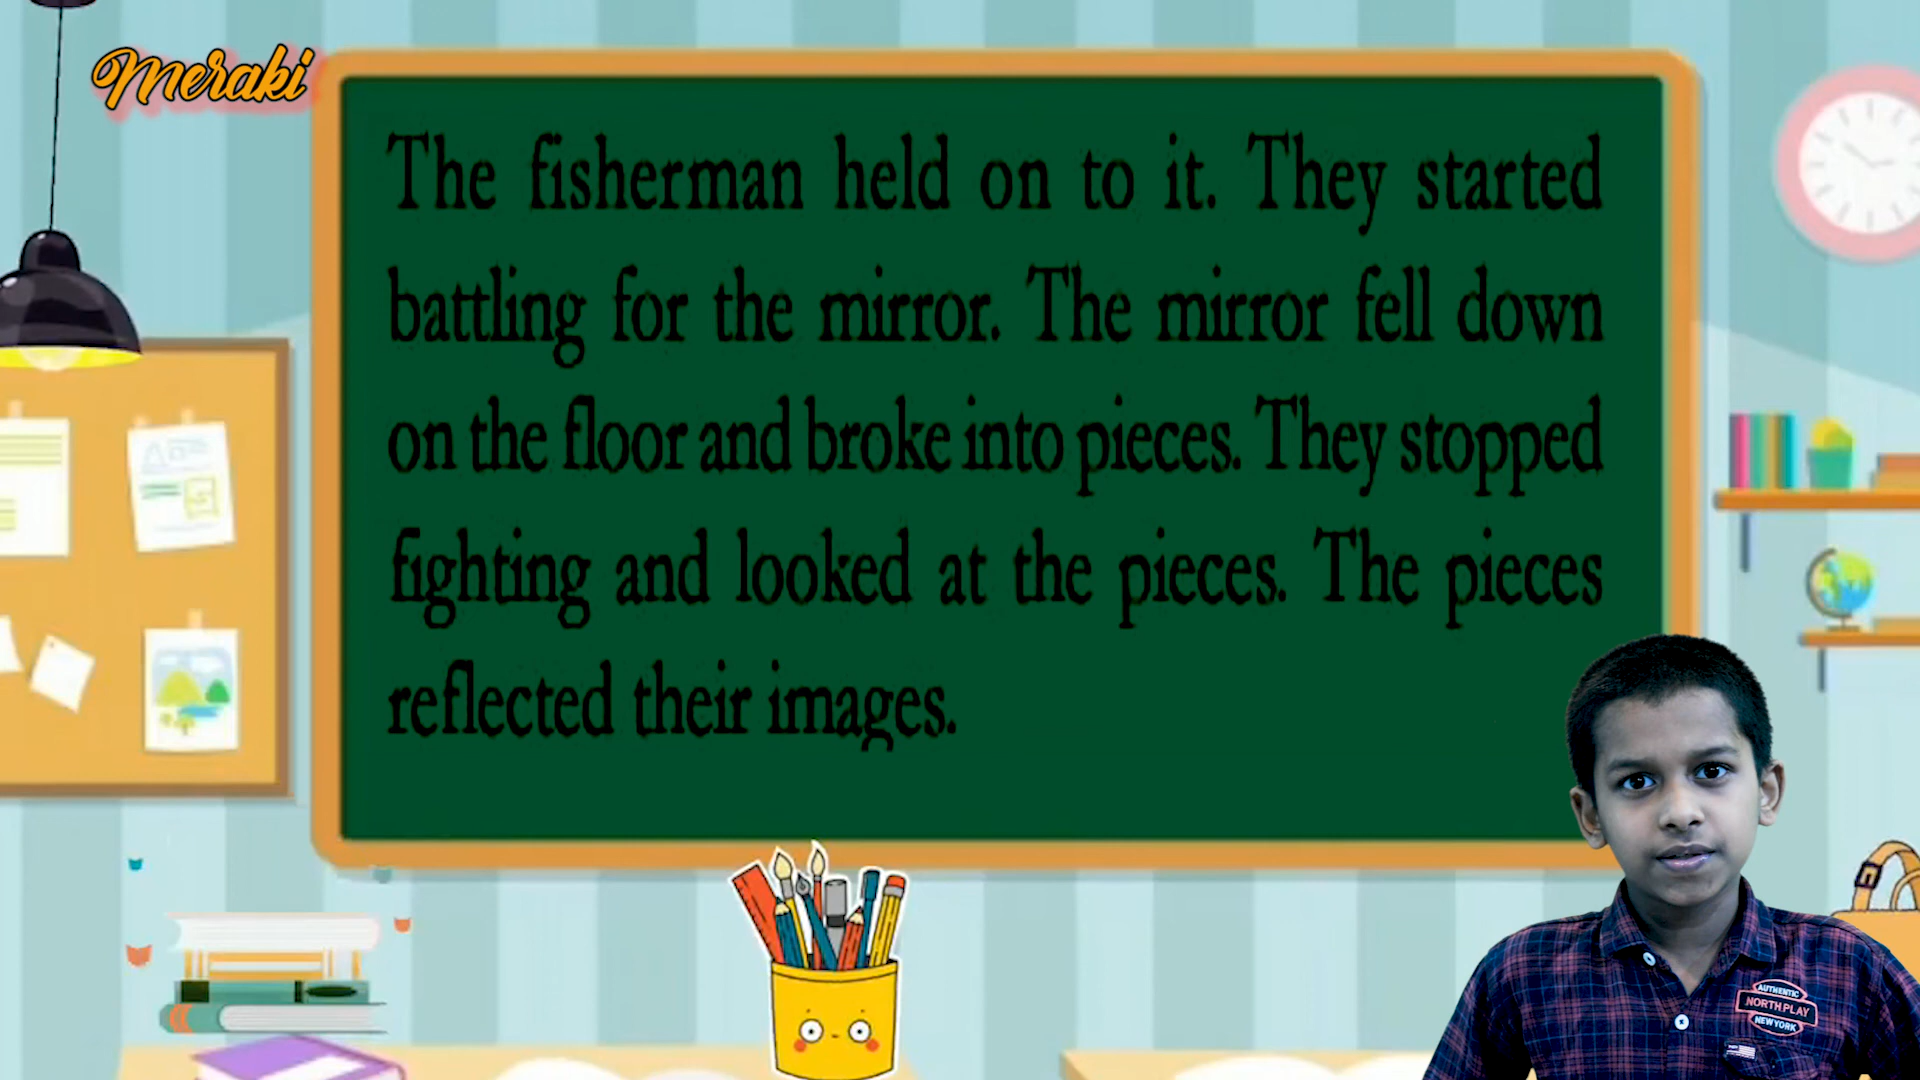 Meraki
The fisherman held on to it. They started
battling for the mirror. The mirror fell down
on the floor and broke into pieces. They stopped
fighting and looked at the pieces. The pieces
reflected their images.
AUTHENTIC
NORTH PLAY
NEWYORK